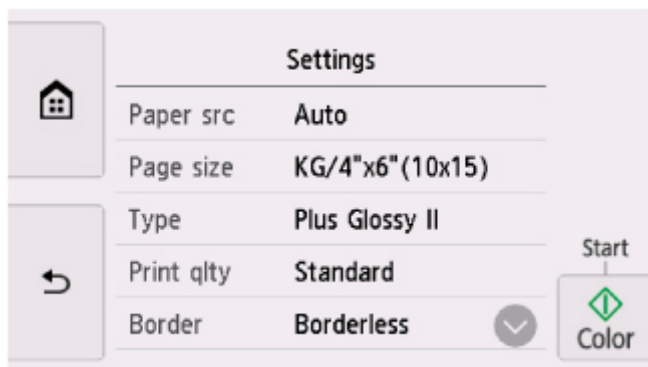 Settings
Paper src Auto
Page size KG/4"x6"(10x15)
Type Plus Glossy II
Print qlty Standard
Border Borderless
Start
Color